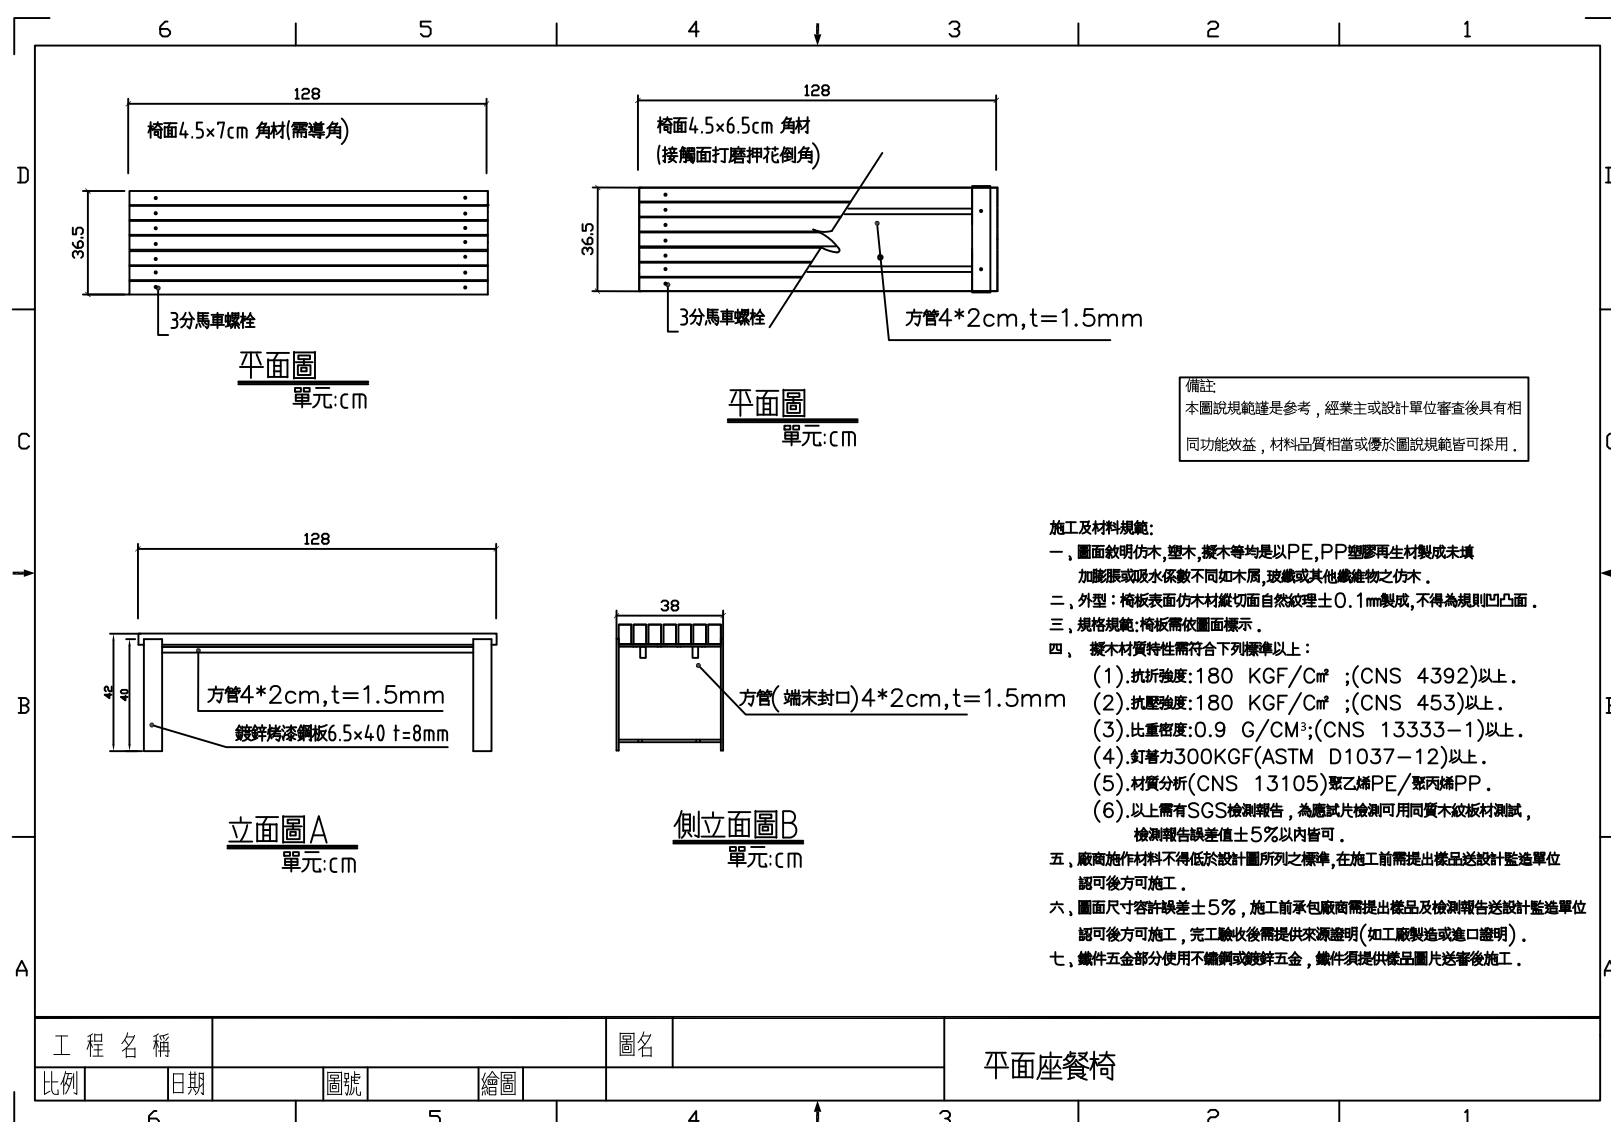 6 5 4 3 2 1
D
C
B
A
128
椅面4.5×7cm 角材(需導角)
36.5
3分馬車螺栓
平面圖
單元:cm
128
椅面4.5×6.5cm 角材
(接觸面打磨押花倒角)
36.5
3分馬車螺栓
方管4*2cm,t=1.5mm
平面圖
單元:cm
備註:
本圖說規範謹是參考，經業主或設計單位審查後具有相
同功能效益，材料品質相當或優於圖說規範皆可採用．
128
42
40
方管4*2cm,t=1.5mm
鍍鋅烤漆鋼板6.5×40 t=8mm
立面圖A
單元:cm
38
方管(端末封口)4*2cm,t=1.5mm
側立面圖B
單元:cm
施工及材料規範:
一、圖面敘明仿木,塑木,擬木等均是以PE,PP塑膠再生材製成未填
加膨脹或吸水係數不同如木屑,玻纖或其他纖維物之仿木．
二、外型：椅板表面仿木材縱切面自然紋理±0.1mm製成,不得為規則凹凸面．
三、規格規範:椅板需依圖面標示．
四、 擬木材質特性需符合下列標準以上：
(1).抗折強度:180 KGF/Cm² ;(CNS 4392)以上．
(2).抗壓強度:180 KGF/Cm² ;(CNS 453)以上．
(3).比重密度:0.9 G/CM³;(CNS 13333-1)以上．
(4).釘著力300KGF(ASTM D1037-12)以上．
(5).材質分析(CNS 13105)聚乙烯PE/聚丙烯PP．
(6).以上需有SGS檢測報告，為應試片檢測可用同質木紋板材測試，
檢測報告誤差值±5%以內皆可．
五、廠商施作材料不得低於設計圖所列之標準,在施工前需提出樣品送設計監造單位
認可後方可施工．
六、圖面尺寸容許誤差±5%，施工前承包廠商需提出樣品及檢測報告送設計監造單位
認可後方可施工，完工驗收後需提供來源證明(如工廠製造或進口證明)．
七、鐵件五金部分使用不鏽鋼或鍍鋅五金，鐵件須提供樣品圖片送審後施工．
D
C
B
A
工程名稱
圖名
平面座餐椅
比例 日期 圖號 繪圖
6 5 4 3 2 1